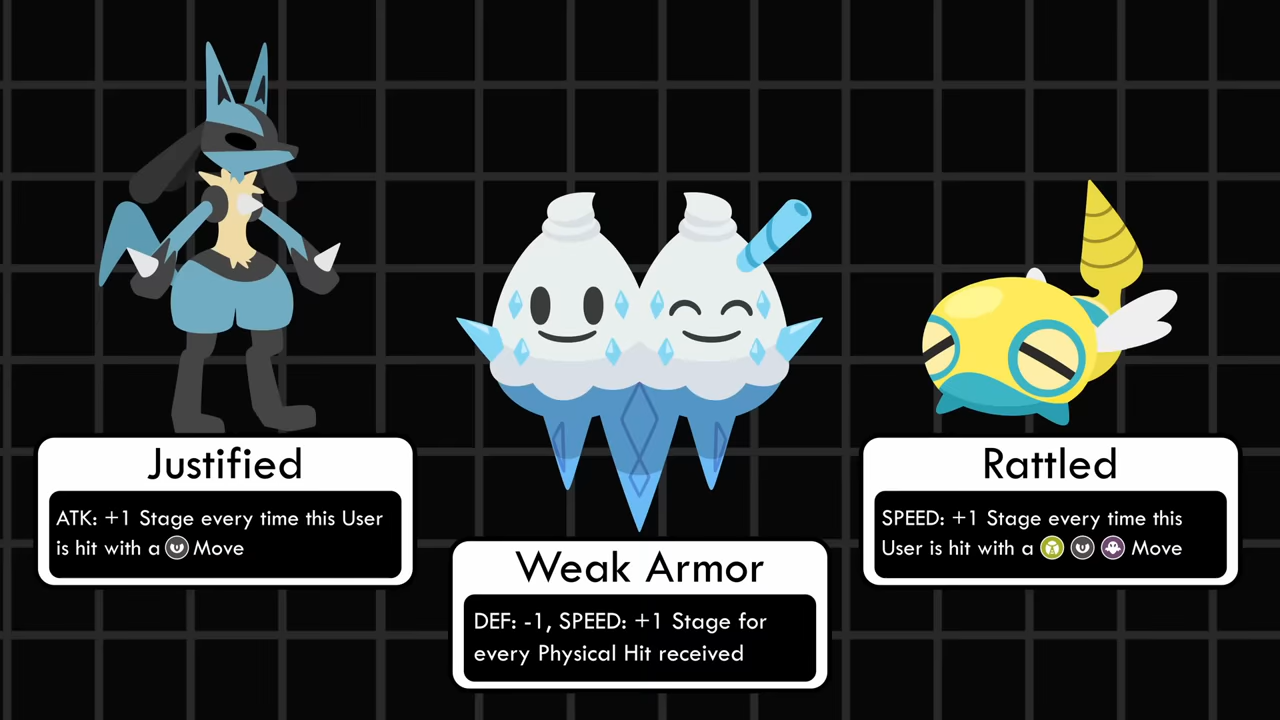 Justified
ATK: +1 Stage every time this User
is hit with a Move
Weak Armor
DEF: -1, SPEED: +1 Stage for
every Physical Hit received
Rattled
SPEED: +1 Stage every time this
User is hit with a Move